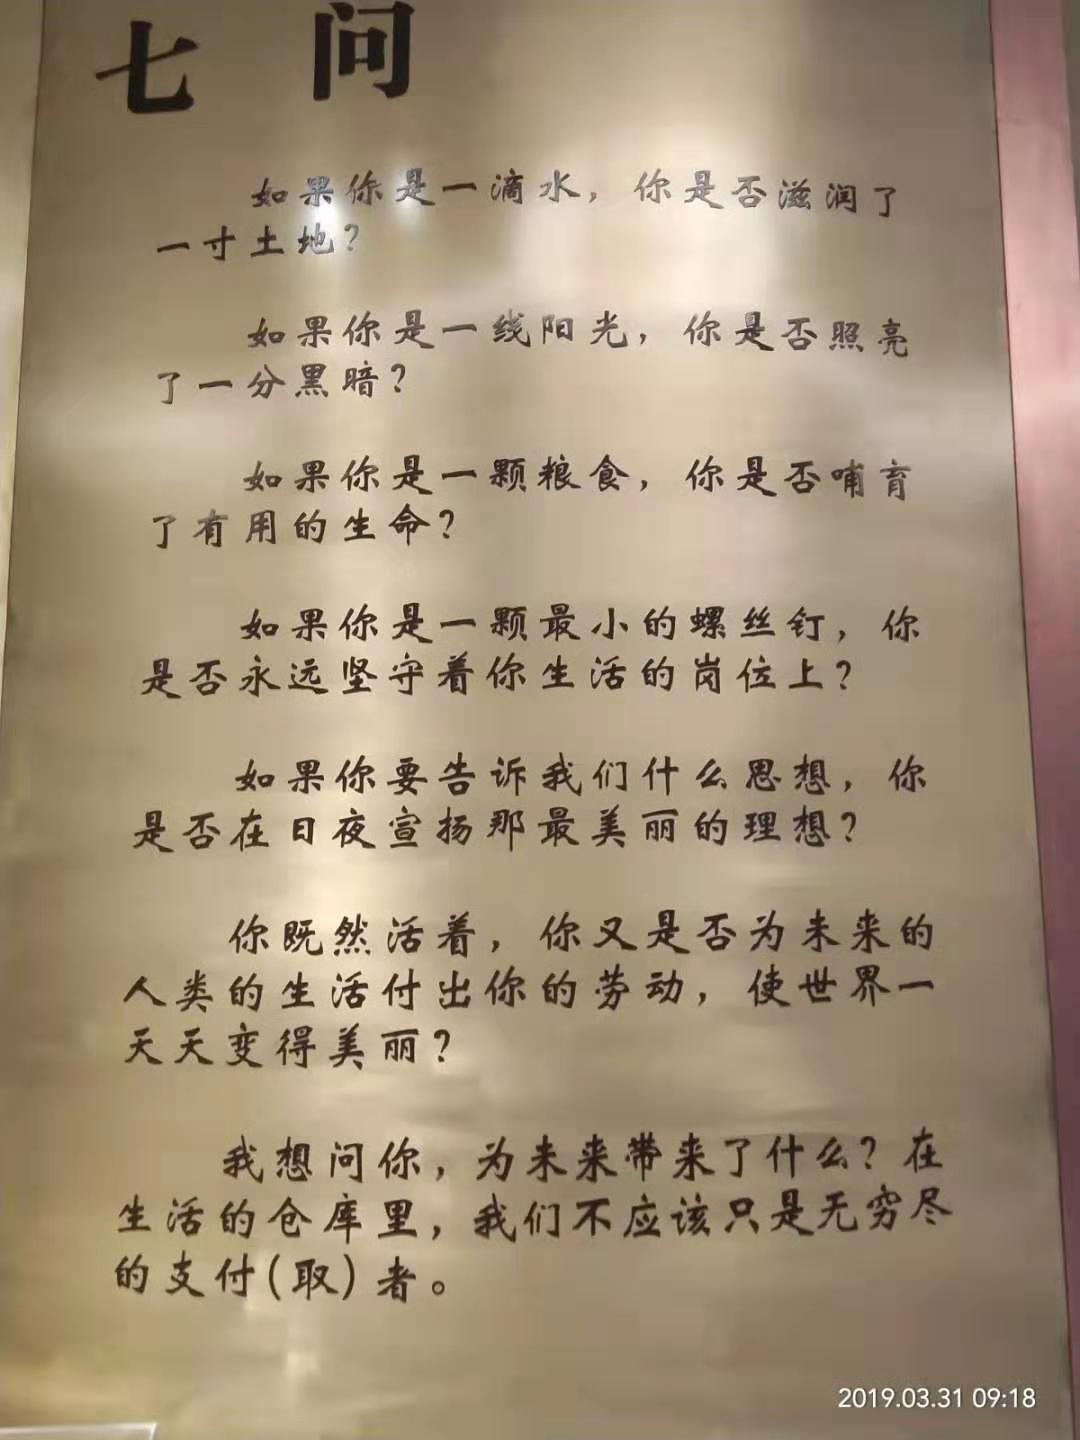 七问
如果你是一滴水，你是否滋润了
一寸土地？
如果你是一线阳光，你是否照亮
了一分黑暗？
如果你是一颗粮食，你是否哺育
了有用的生命？
如果你是一颗最小的螺丝钉，你
是否永远坚守着你生活的岗位上？
如果你要告诉我们什么思想，你
是否在日夜宣扬那最美丽的理想？
你既然活着，你又是否为未来的
人类的生活付出你的劳动，使世界一
天天变得美丽？
我想问你，为未来带来了什么？在
生活的仓库里，我们不应该只是无穷尽
的支付(取)者。
2019.03.31 09:18